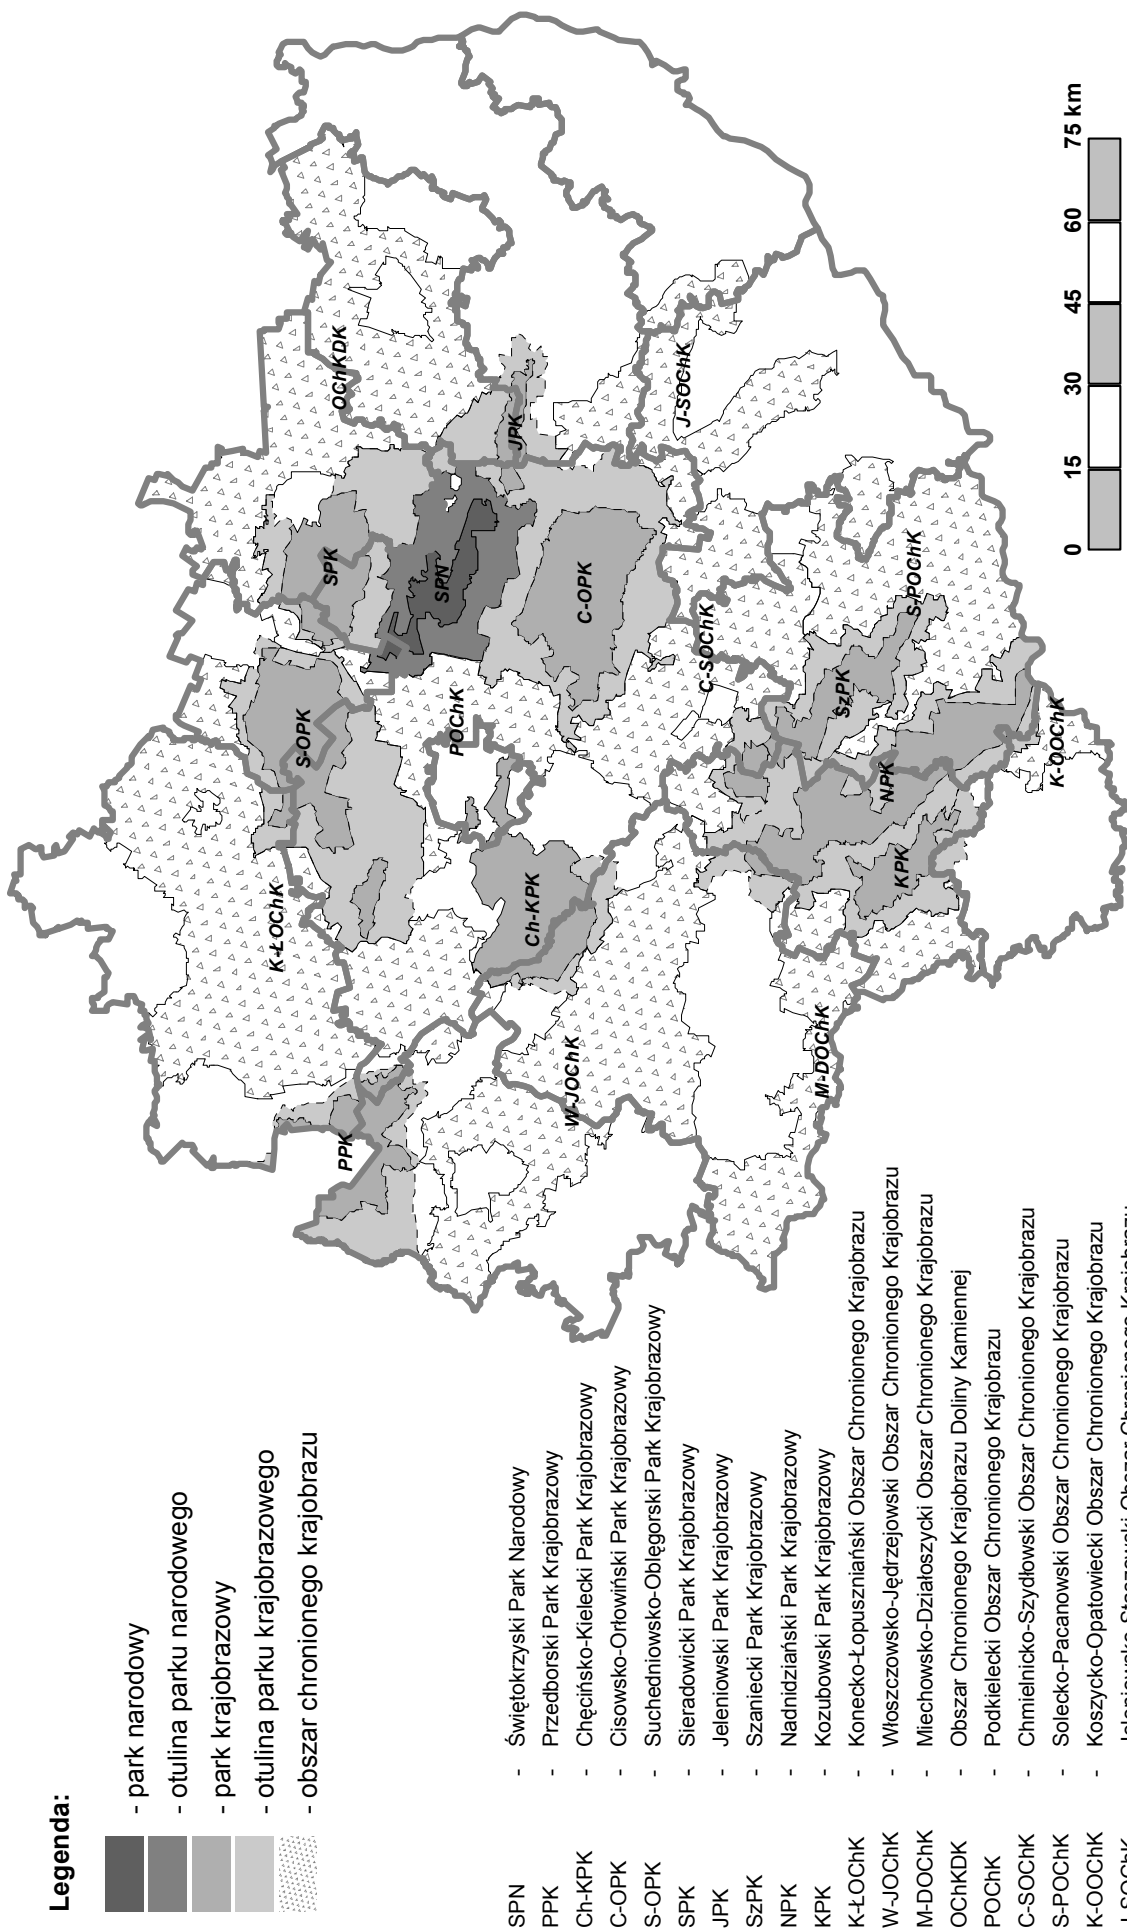 Legenda:
- park narodowy
- otulina parku narodowego
- park krajobrazowy
- otulina parku krajobrazowego
- obszar chronionego krajobrazu
SPN - Świętokrzyski Park Narodowy
PPK - Przedborski Park Krajobrazowy
Ch-KPK - Chęcińsko-Kielecki Park Krajobrazowy
C-OPK - Cisowsko-Orłowiński Park Krajobrazowy
S-OPK - Suchedniowsko-Oblęgorski Park Krajobrazowy
SPK - Sieradowicki Park Krajobrazowy
JPK - Jeleniowski Park Krajobrazowy
SzPK - Szaniecki Park Krajobrazowy
NPK - Nadnidziański Park Krajobrazowy
KPK - Kozubowski Park Krajobrazowy
K-ŁOChK - Konecko-Łopuszniański Obszar Chronionego Krajobrazu
W-JOChK - Włoszczowsko-Jędrzejowski Obszar Chronionego Krajobrazu
M-DOChK - Miechowsko-Działoszycki Obszar Chronionego Krajobrazu
OChKDK - Obszar Chronionego Krajobrazu Doliny Kamiennej
POChK - Podkielecki Obszar Chronionego Krajobrazu
C-SOChK - Chmielnicko-Szydłowski Obszar Chronionego Krajobrazu
S-POChK - Solecko-Pacanowski Obszar Chronionego Krajobrazu
K-OOChK - Koszycko-Opatowiecki Obszar Chronionego Krajobrazu
PPK
K-ŁOChK
S-OPK
SPK
OChKDK
SPN
POChK
JPK
Ch-KPK
C-OPK
W-JOChK
J-SOChK
C-SOChK
M-DOChK
SzPK
S-POChK
NPK
KPK
K-OOChK
0 15 30 45 60 75 km